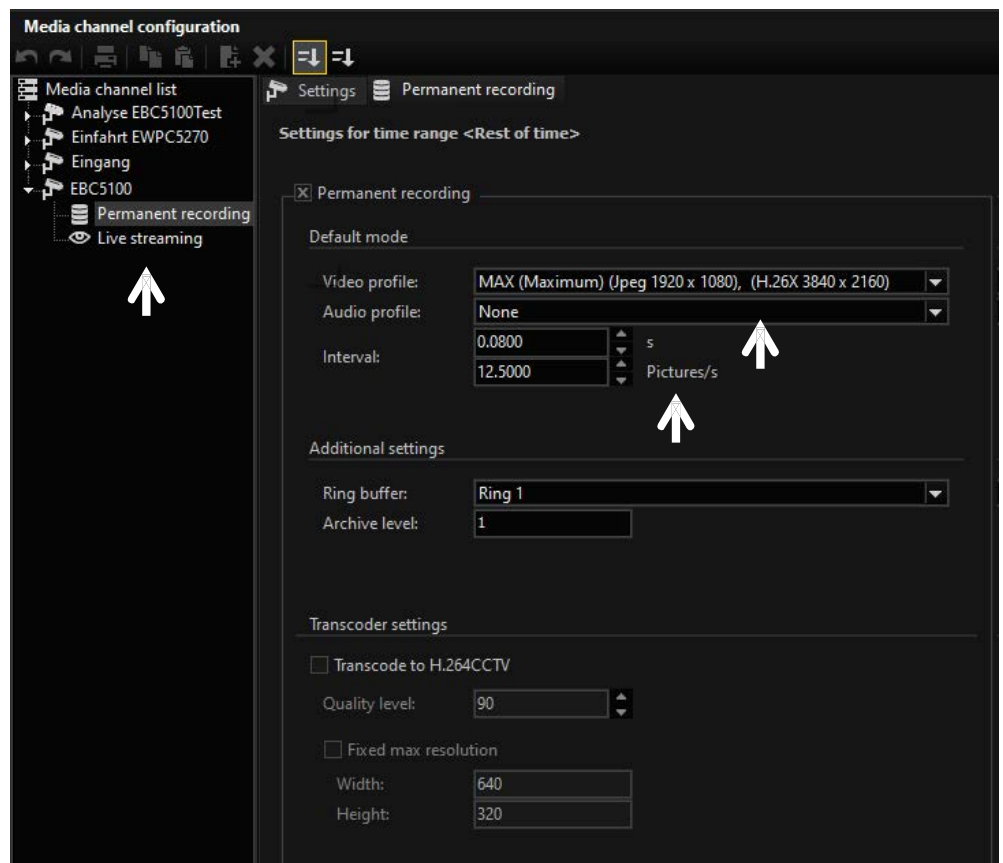 Media channel configuration
Media channel list
Analyse EBC5100Test
Einfahrt EWPC5270
Eingang
EBC5100
Permanent recording
Live streaming
Settings
Permanent recording
Settings for time range <Rest of time>
Permanent recording
Default mode
Video profile: MAX (Maximum) (Jpeg 1920 x 1080), (H.26X 3840 x 2160)
Audio profile: None
Interval: 0.0800 s
12.5000 Pictures/s
Additional settings
Ring buffer: Ring 1
Archive level: 1
Transcoder settings
Transcode to H.264CCTV
Quality level: 90
Fixed max resolution
Width: 640
Height: 320